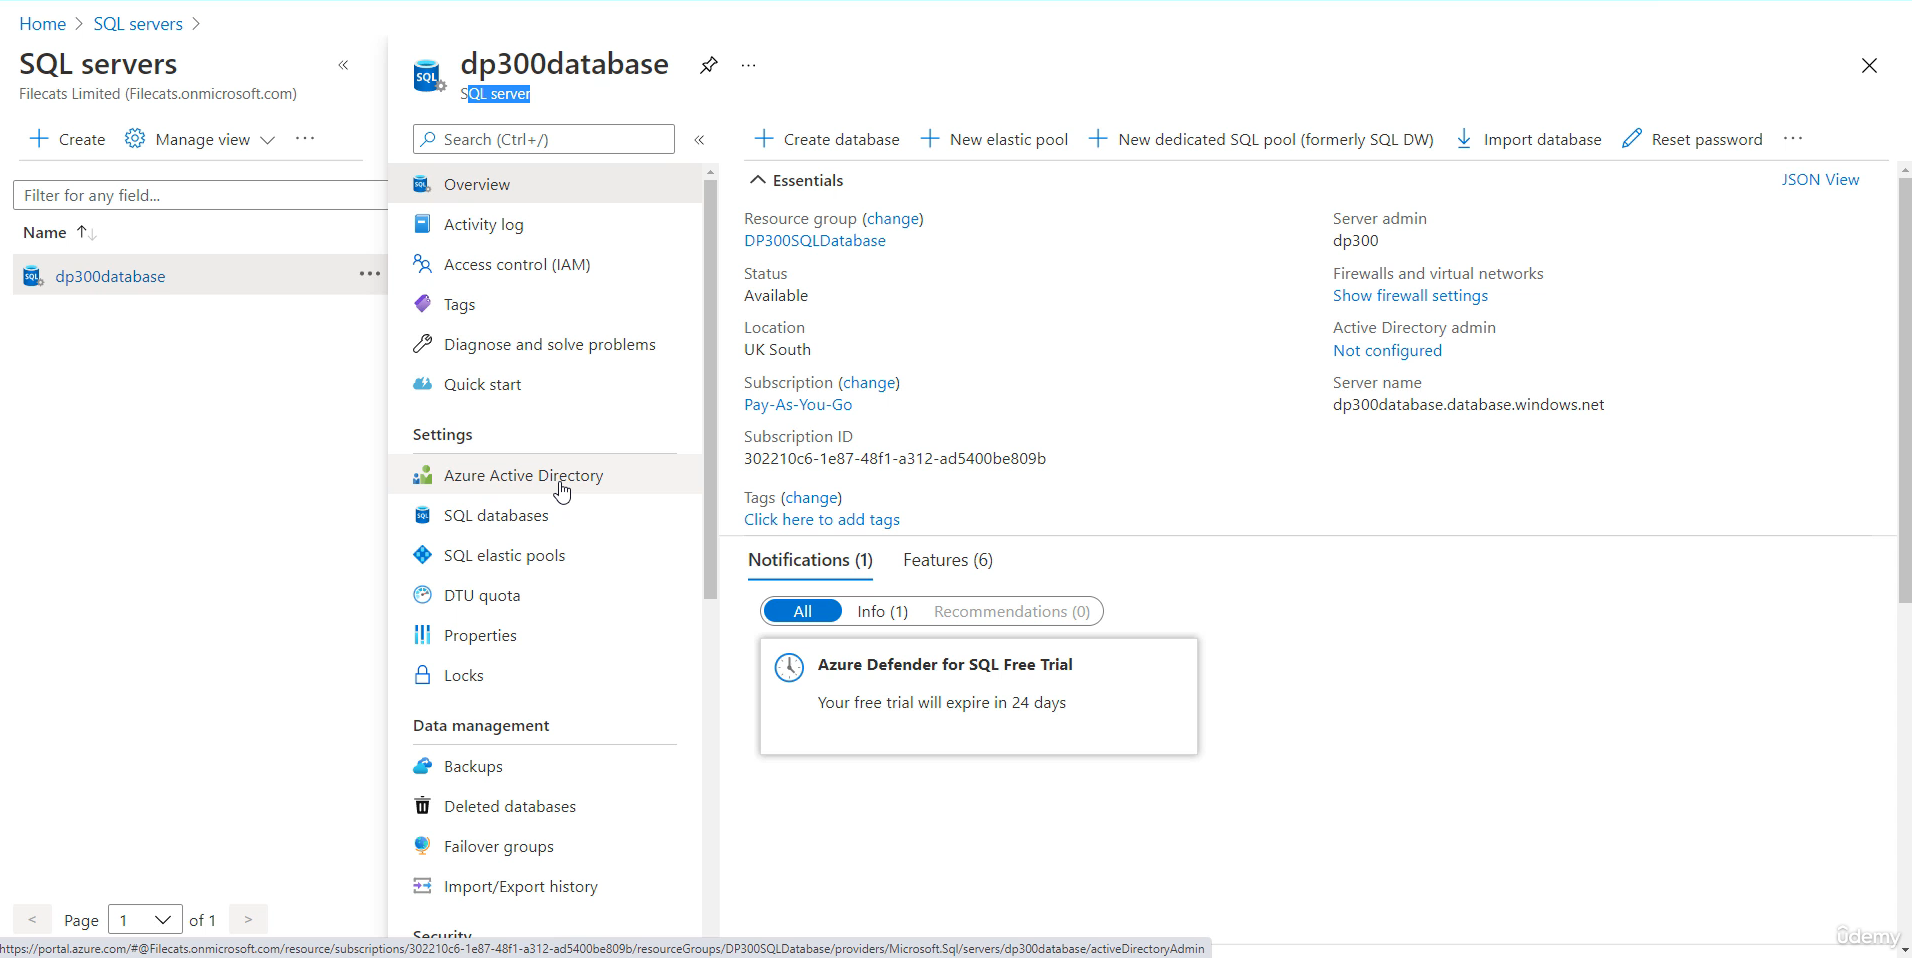 Home > SQL servers >
SQL servers
«
Filecats Limited (Filecats.onmicrosoft.com)
Create
Manage view
Filter for any field...
Name
dp300database
Page 1 of 1
dp300database
SQL server
Search (Ctrl+/)
«
Overview
Activity log
Access control (IAM)
Tags
Diagnose and solve problems
Quick start
Settings
Azure Active Directory
SQL databases
SQL elastic pools
DTU quota
Properties
Locks
Data management
Backups
Deleted databases
Failover groups
Import/Export history
Security
Create database
New elastic pool
New dedicated SQL pool (formerly SQL DW)
Import database
Reset password
Essentials
JSON View
Resource group (change)
DP300SQLDatabase
Status
Available
Location
UK South
Subscription (change)
Pay-As-You-Go
Subscription ID
302210c6-1e87-48f1-a312-ad5400be809b
Tags (change)
Click here to add tags
Server admin
dp300
Firewalls and virtual networks
Show firewall settings
Active Directory admin
Not configured
Server name
dp300database.database.windows.net
Notifications (1) Features (6)
All Info (1) Recommendations (0)
Azure Defender for SQL Free Trial
Your free trial will expire in 24 days
https://portal.azure.com/#@Filecats.onmicrosoft.com/resource/subscriptions/302210c6-1e87-48f1-a312-ad5400be809b/resourceGroups/DP300SQLDatabase/providers/Microsoft.Sql/servers/dp300database/activeDirectoryAdmin
ûdemy